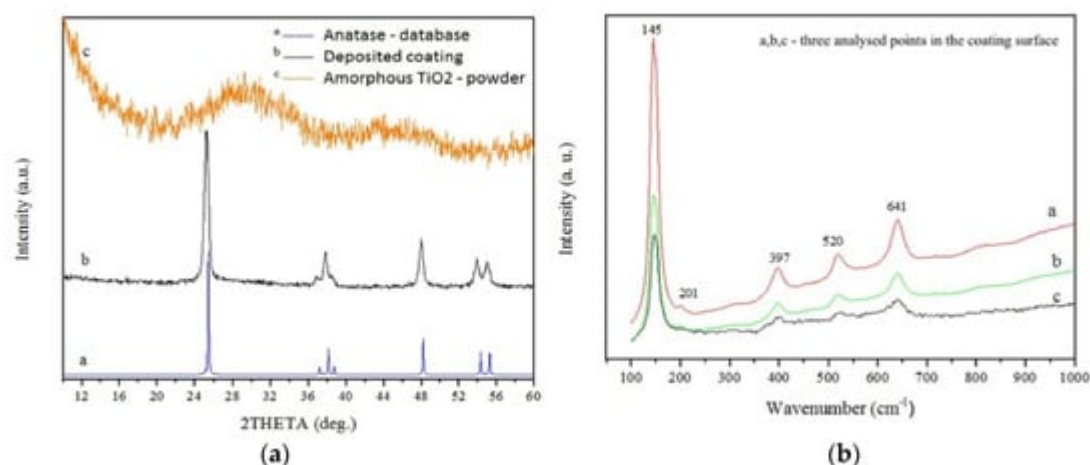 a Anatase - database
b Deposited coating
c Amorphous TiO2 - powder
c
b
a
Intensity (a.u.)
12 16 20 24 28 32 36 40 44 48 52 56 60
2THETA (deg.)
(a)
145
a,b,c - three analysed points in the coating surface
641
520
397
201
a
b
c
Intensity (a. u.)
100 200 300 400 500 600 700 800 900 1000
Wavenumber (cm-1)
(b)